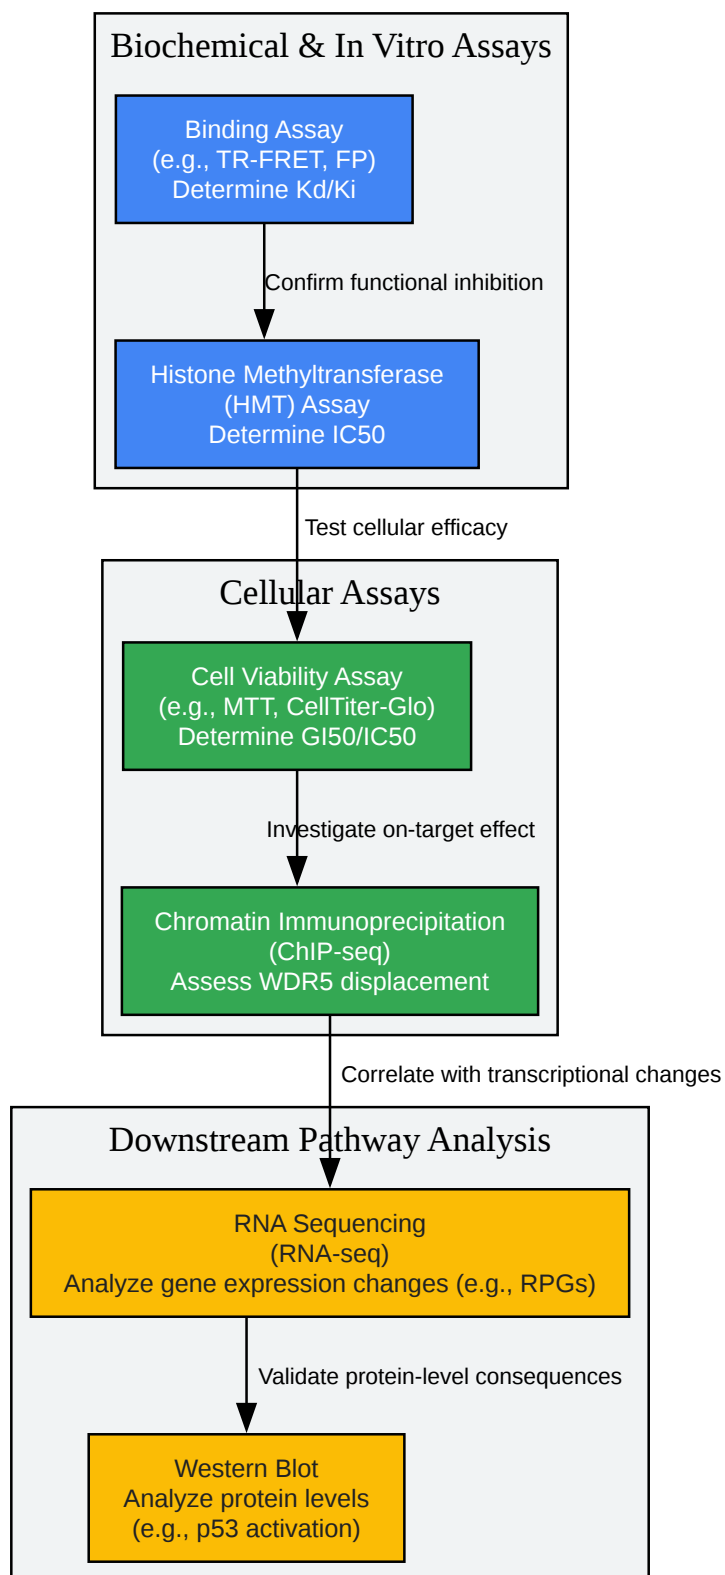 Biochemical & In Vitro Assays
Binding Assay
(e.g., TR-FRET, FP)
Determine Kd/Ki
Confirm functional inhibition
Histone Methyltransferase
(HMT) Assay
Determine IC50
Test cellular efficacy
Cellular Assays
Cell Viability Assay
(e.g., MTT, CellTiter-Glo)
Determine GI50/IC50
Investigate on-target effect
Chromatin Immunoprecipitation
(ChIP-seq)
Assess WDR5 displacement
Correlate with transcriptional changes
Downstream Pathway Analysis
RNA Sequencing
(RNA-seq)
Analyze gene expression changes (e.g., RPGs)
Validate protein-level consequences
Western Blot
Analyze protein levels
(e.g., p53 activation)